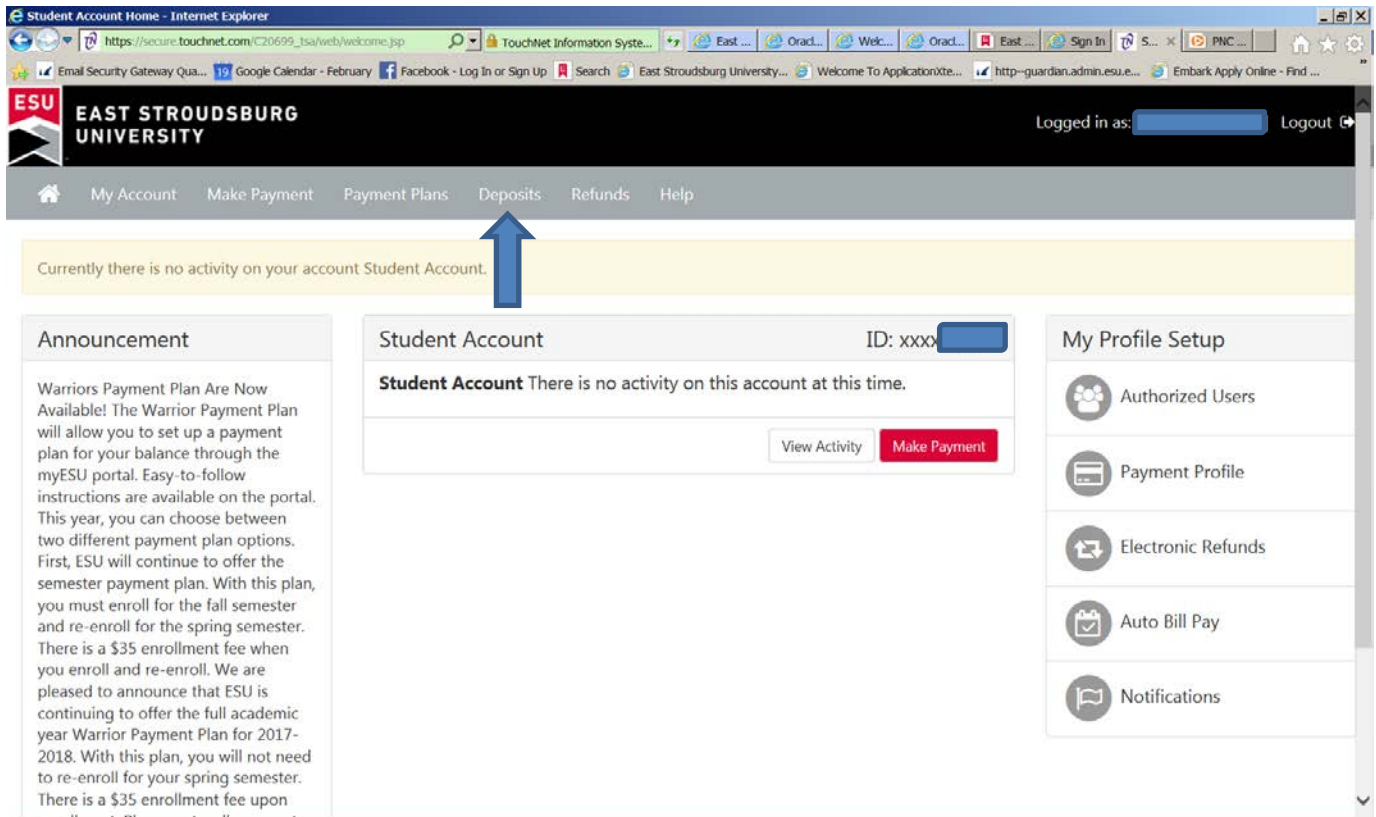 Student Account Home - Internet Explorer
https://secure.touchnet.com/C20699_tsa/web/welcome.jsp TouchNet Information Syste... East ... Oracl... Welc... Oracl... East ... Sign In S... PNC ...
Email Security Gateway Qua... 19 Google Calendar - February Facebook - Log In or Sign Up Search East Stroudsburg University... Welcome To ApplicationXte... http--guardian.admin.esu.e... Embark Apply Online - Find ...
ESU
EAST STROUDSBURG
UNIVERSITY
Logged in as: Logout
My Account Make Payment Payment Plans Deposits Refunds Help
Currently there is no activity on your account Student Account.
Announcement
Warriors Payment Plan Are Now
Available! The Warrior Payment Plan
will allow you to set up a payment
plan for your balance through the
myESU portal. Easy-to-follow
instructions are available on the portal.
This year, you can choose between
two different payment plan options.
First, ESU will continue to offer the
semester payment plan. With this plan,
you must enroll for the fall semester
and re-enroll for the spring semester.
There is a $35 enrollment fee when
you enroll and re-enroll. We are
pleased to announce that ESU is
continuing to offer the full academic
year Warrior Payment Plan for 2017-
2018. With this plan, you will not need
to re-enroll for your spring semester.
There is a $35 enrollment fee upon
Student Account ID: xxxx
Student Account There is no activity on this account at this time.
View Activity Make Payment
My Profile Setup
Authorized Users
Payment Profile
Electronic Refunds
Auto Bill Pay
Notifications